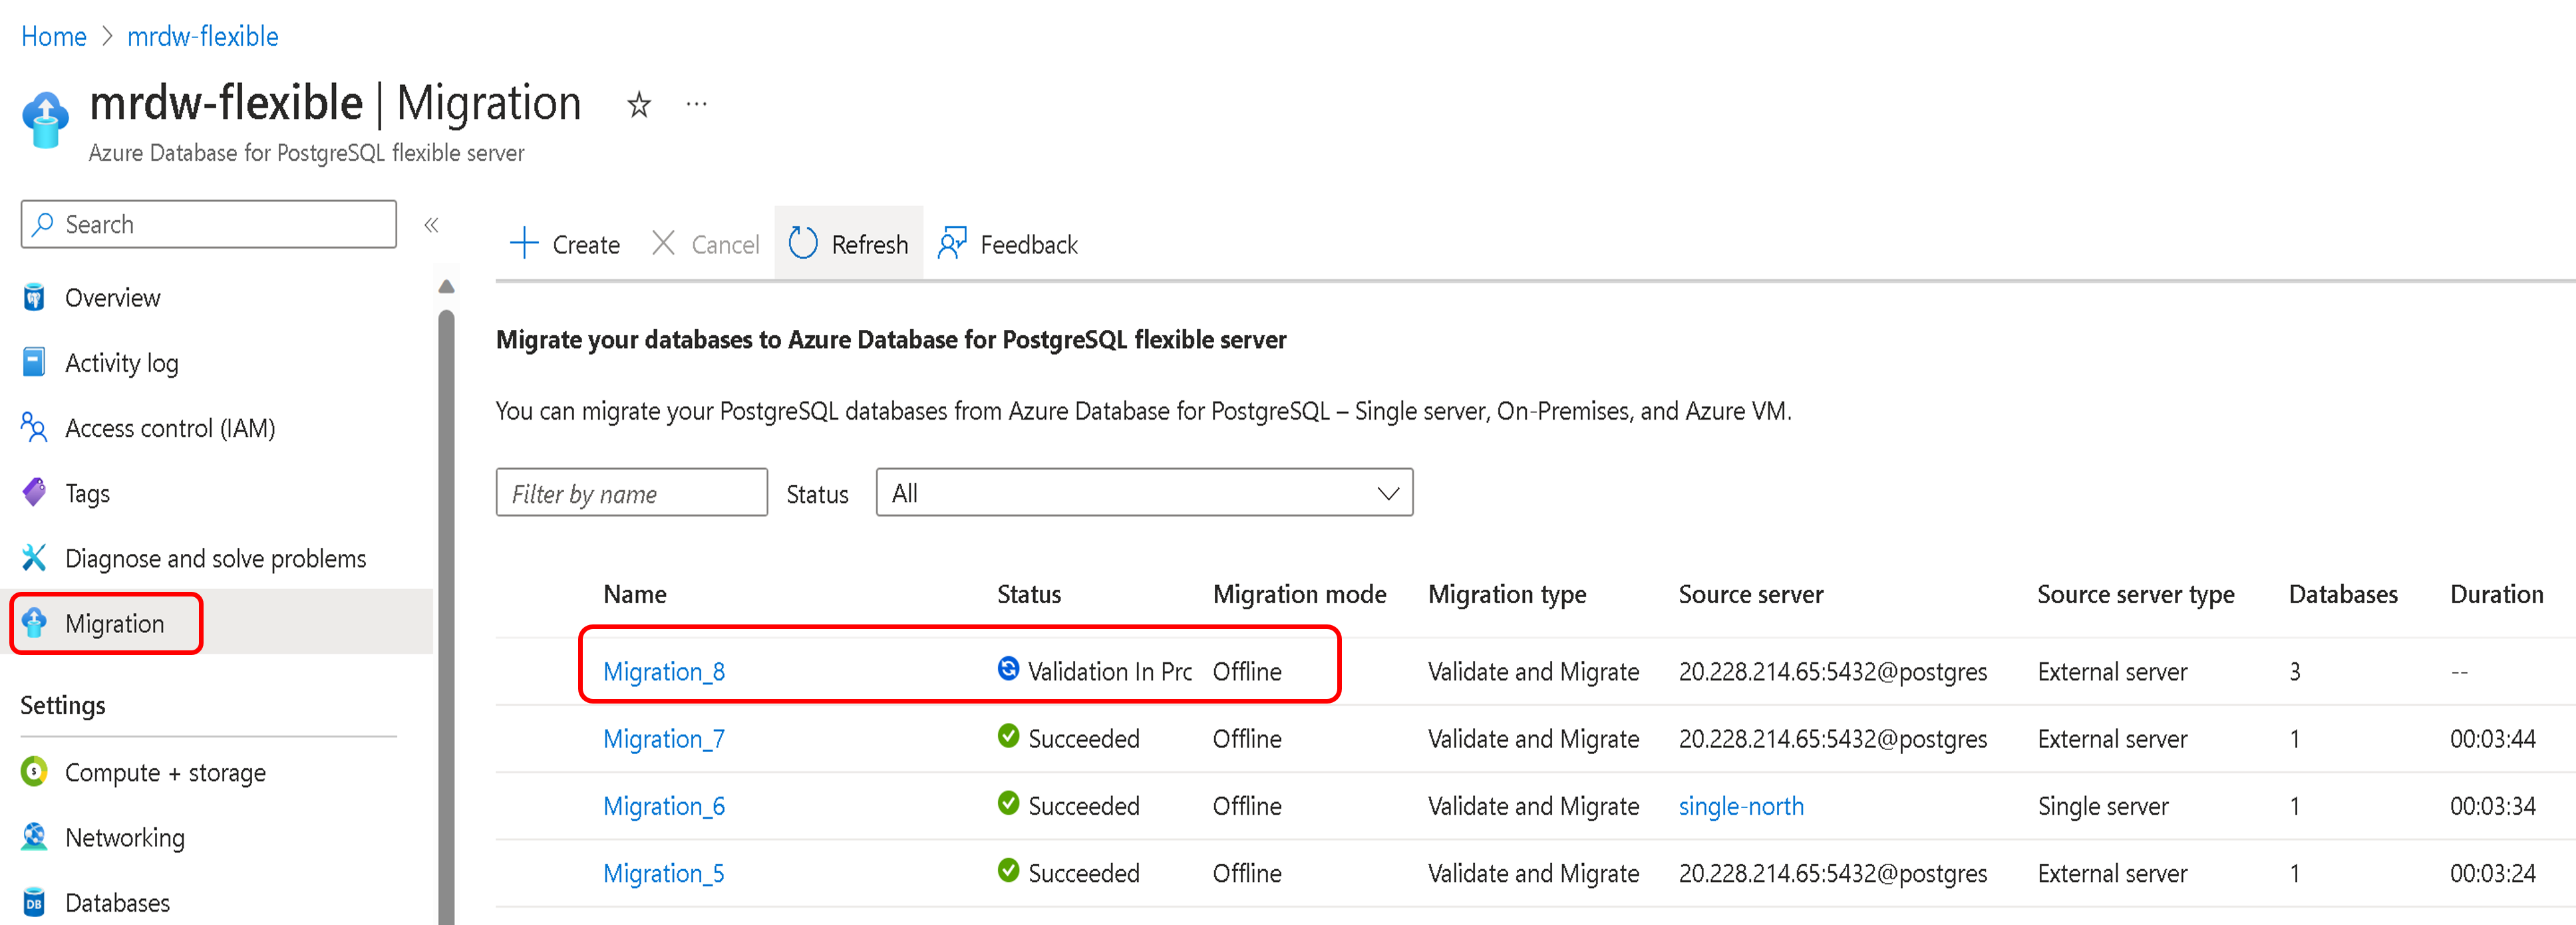 Home > mrdw-flexible
mrdw-flexible | Migration
Azure Database for PostgreSQL flexible server
Search
Overview
Activity log
Access control (IAM)
Tags
Diagnose and solve problems
Migration
Settings
Compute + storage
Networking
Databases
Create Cancel Refresh Feedback
Migrate your databases to Azure Database for PostgreSQL flexible server
You can migrate your PostgreSQL databases from Azure Database for PostgreSQL – Single server, On-Premises, and Azure VM.
Filter by name Status All
Name Status Migration mode Migration type Source server Source server type Databases Duration
Migration_8 Validation In Prc Offline Validate and Migrate 20.228.214.65:5432@postgres External server 3 --
Migration_7 Succeeded Offline Validate and Migrate 20.228.214.65:5432@postgres External server 1 00:03:44
Migration_6 Succeeded Offline Validate and Migrate single-north Single server 1 00:03:34
Migration_5 Succeeded Offline Validate and Migrate 20.228.214.65:5432@postgres External server 1 00:03:24